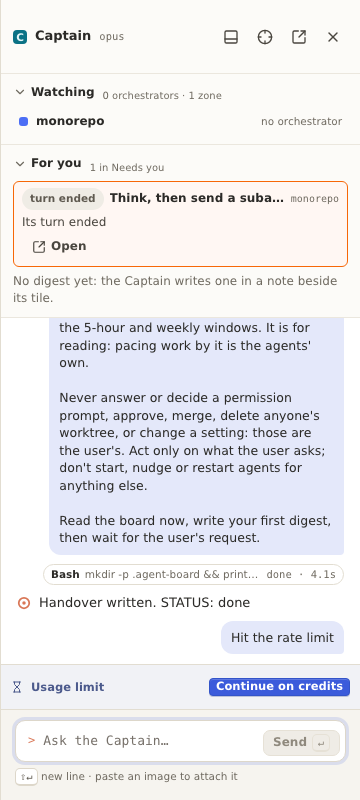 C Captain opus
Watching 0 orchestrators · 1 zone
monorepo no orchestrator
For you 1 in Needs you
turn ended Think, then send a suba… monorepo
Its turn ended
Open
No digest yet: the Captain writes one in a note beside
its tile.
the 5-hour and weekly windows. It is for
reading: pacing work by it is the agents'
own.
Never answer or decide a permission
prompt, approve, merge, delete anyone's
worktree, or change a setting: those are
the user's. Act only on what the user asks;
don't start, nudge or restart agents for
anything else.
Read the board now, write your first digest,
then wait for the user's request.
Bash mkdir -p .agent-board && print… done · 4.1s
Handover written. STATUS: done
Hit the rate limit
Usage limit Continue on credits
> Ask the Captain… Send ↵
⇧↵ new line · paste an image to attach it